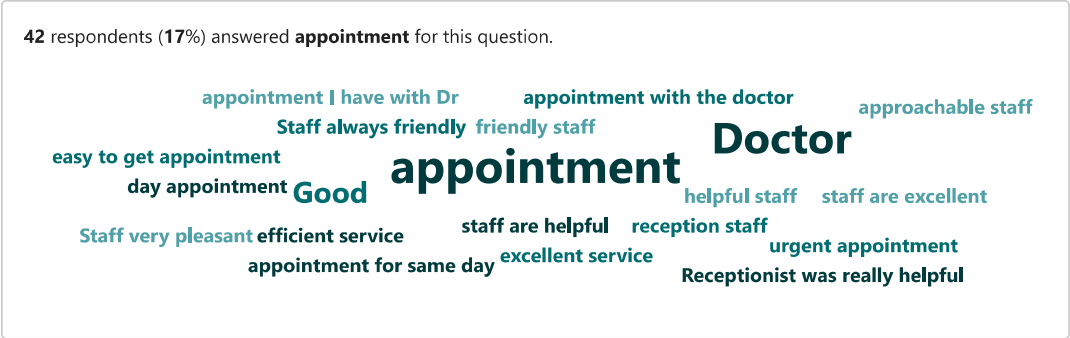 42 respondents (17%) answered appointment for this question.
appointment I have with Dr
appointment with the doctor
approachable staff
Staff always friendly
friendly staff
Doctor
easy to get appointment
appointment
day appointment
Good
helpful staff
staff are excellent
Staff very pleasant
efficient service
staff are helpful
reception staff
urgent appointment
appointment for same day
excellent service
Receptionist was really helpful